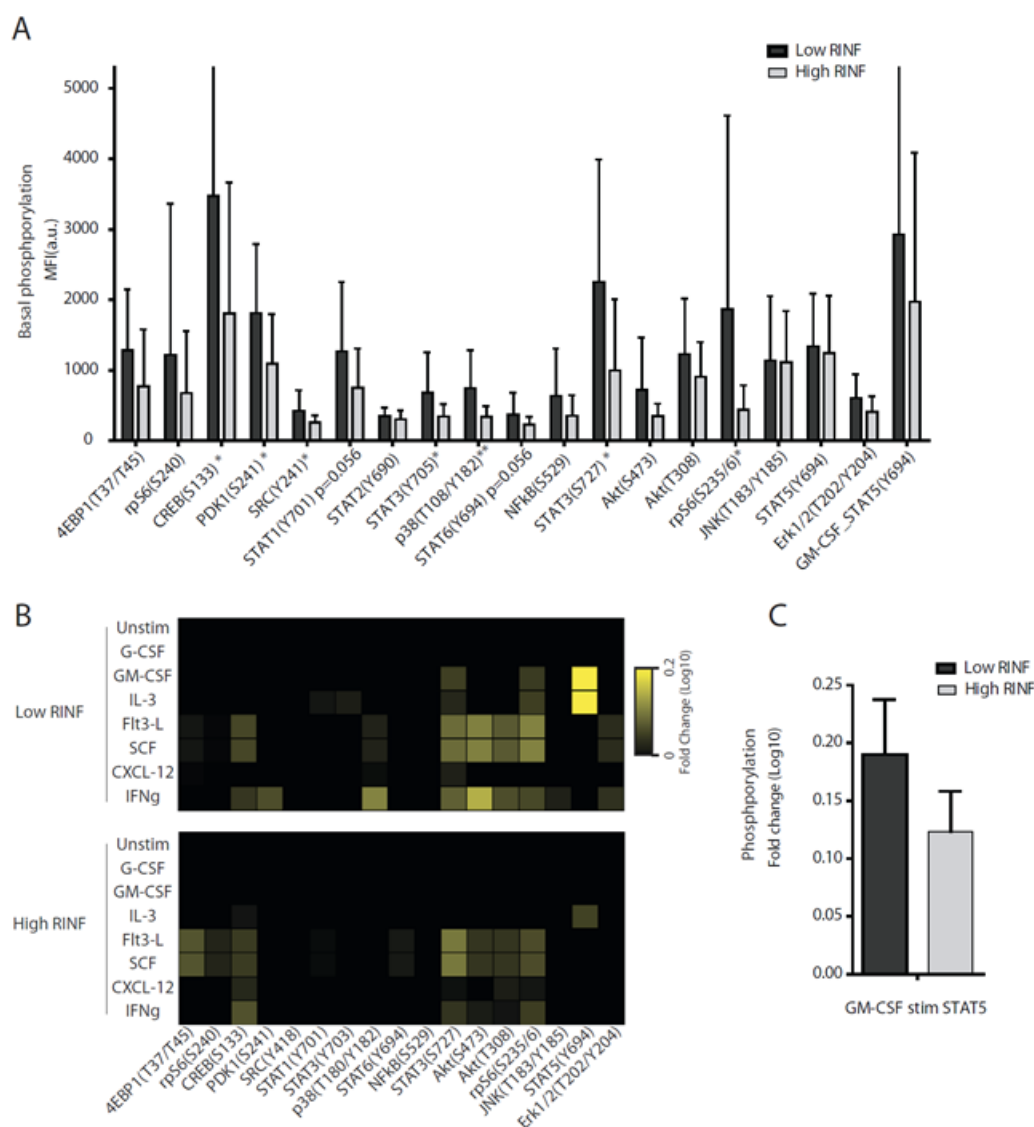 A
Low RINF
High RINF
Basal phosphporylation
MFI(a.u.)
5000
4000
3000
2000
1000
0
4EBP1(T37/T45)
rpS6(S240)
CREB(S133) *
PDK1(S241) *
SRC(Y241)*
STAT1(Y701) p=0.056
STAT2(Y690)
STAT3(Y705)*
p38(T108/Y182)**
STAT6(Y694) p=0.056
NFkB(S529)
STAT3(S727) *
Akt(S473)
Akt(T308)
rpS6(S235/6)*
JNK(T183/Y185)
STAT5(Y694)
Erk1/2(T202/Y204)
GM-CSF_STAT5(Y694)
B
Low RINF
Unstim
G-CSF
GM-CSF
IL-3
Flt3-L
SCF
CXCL-12
IFNg
0.2
0
Fold Change (Log10)
High RINF
Unstim
G-CSF
GM-CSF
IL-3
Flt3-L
SCF
CXCL-12
IFNg
4EBP1(T37/T45)
rpS6(S240)
CREB(S133)
PDK1(S241)
SRC(Y418)
STAT1(Y701)
STAT3(Y703)
p38(T180/Y182)
STAT6(Y694)
NFkB(S529)
STAT3(S727)
Akt(S473)
Akt(T308)
rpS6(S235/6)
JNK(T183/Y185)
STAT5(Y694)
Erk1/2(T202/Y204)
C
Low RINF
High RINF
Phosphporylation
Fold change (Log10)
0.25
0.20
0.15
0.10
0.05
0.00
GM-CSF stim STAT5